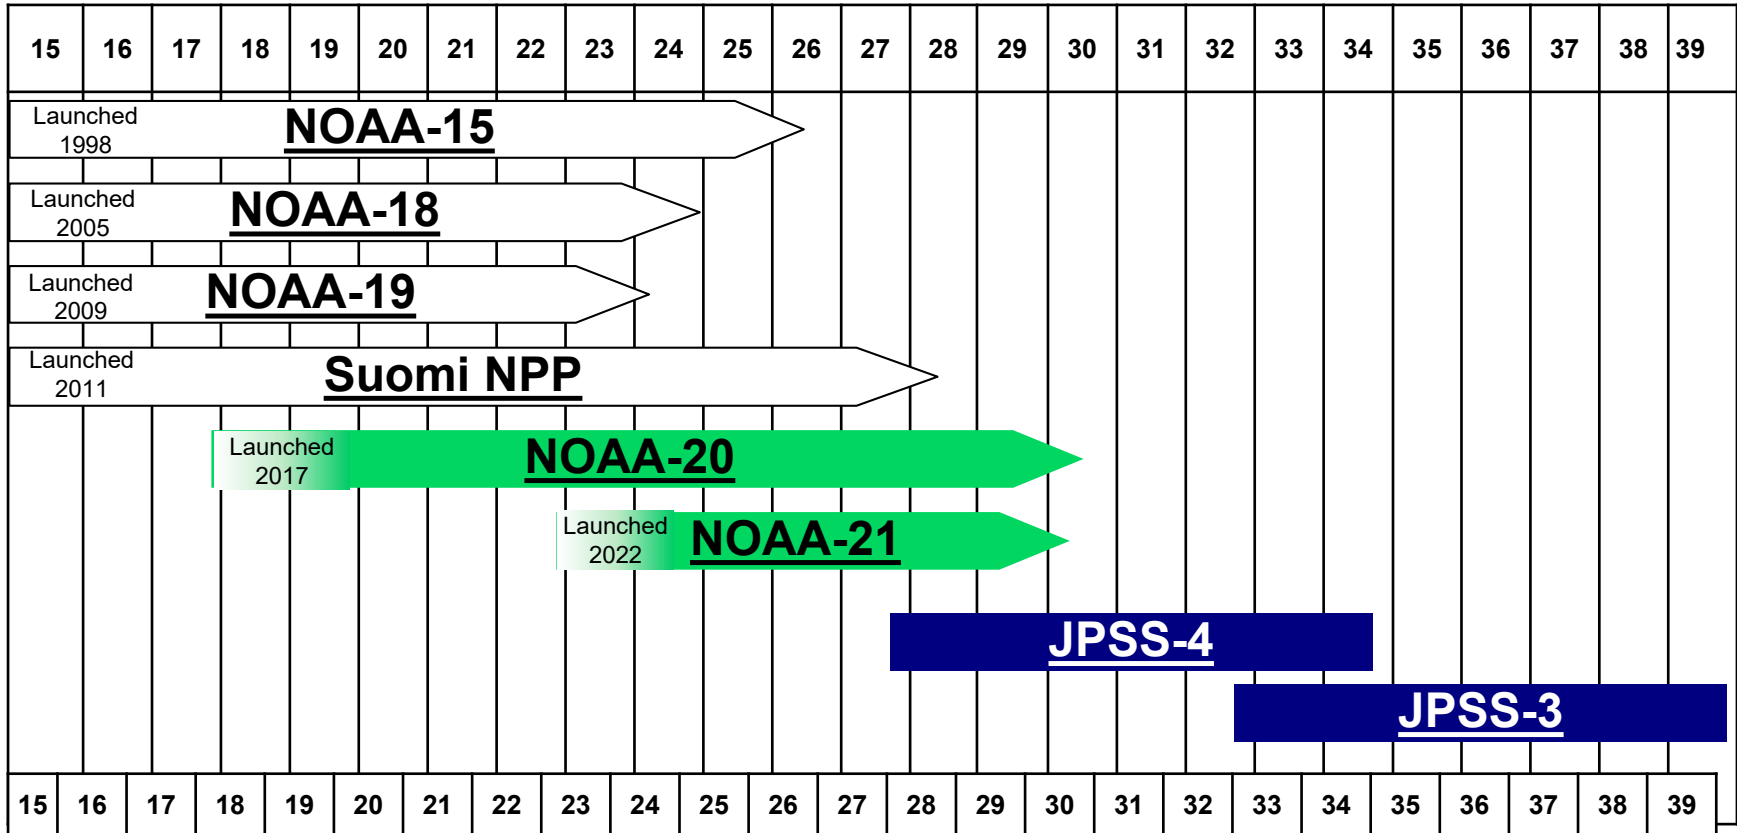 15 16 17 18 19 20 21 22 23 24 25 26 27 28 29 30 31 32 33 34 35 36 37 38 39
Launched
1998
NOAA-15
Launched
2005
NOAA-18
Launched
2009
NOAA-19
Launched
2011
Suomi NPP
Launched
2017
NOAA-20
Launched
2022
NOAA-21
JPSS-4
JPSS-3
15 16 17 18 19 20 21 22 23 24 25 26 27 28 29 30 31 32 33 34 35 36 37 38 39